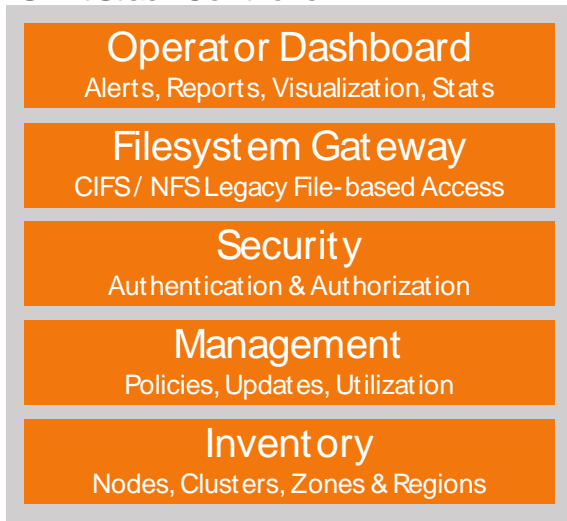 Operator Dashboard
Alerts, Reports, Visualization, Stats
Filesystem Gateway
CIFS/ NFS Legacy File-based Access
Security
Authentication & Authorization
Management
Policies, Updates, Utilization
Inventory
Nodes, Clusters, Zones & Regions